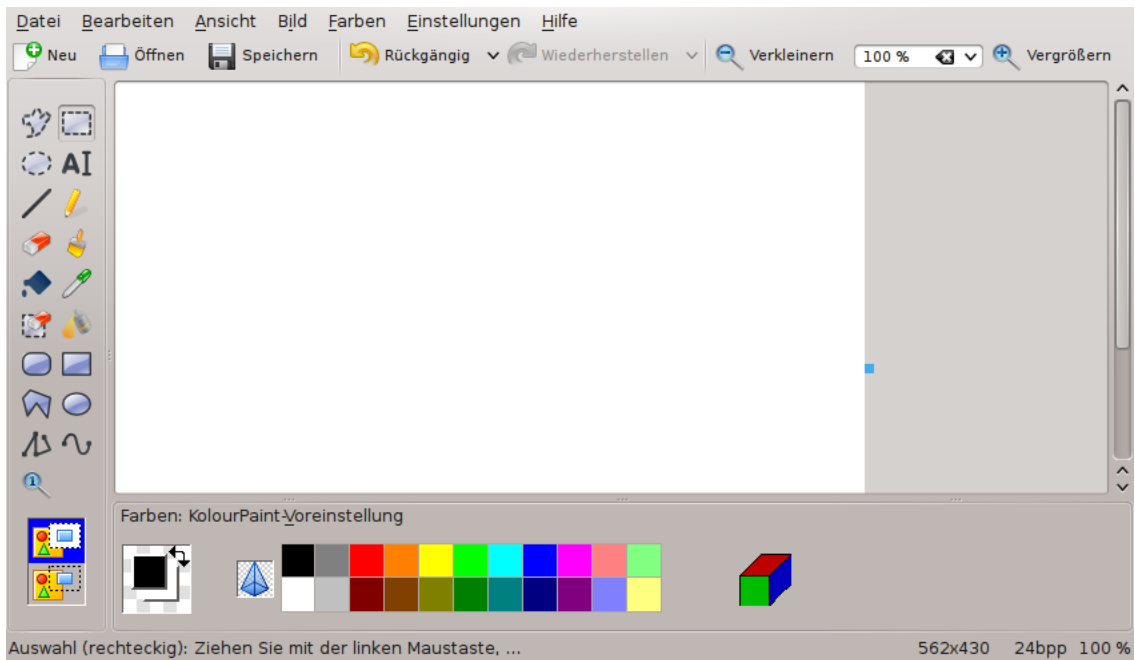 Datei Bearbeiten Ansicht Bild Farben Einstellungen Hilfe
Neu Öffnen Speichern Rückgängig Wiederherstellen Verkleinern 100 % Vergrößern
AI
1
Farben: KolourPaint-Voreinstellung
Auswahl (rechteckig): Ziehen Sie mit der linken Maustaste, ... 562x430 24bpp 100 %